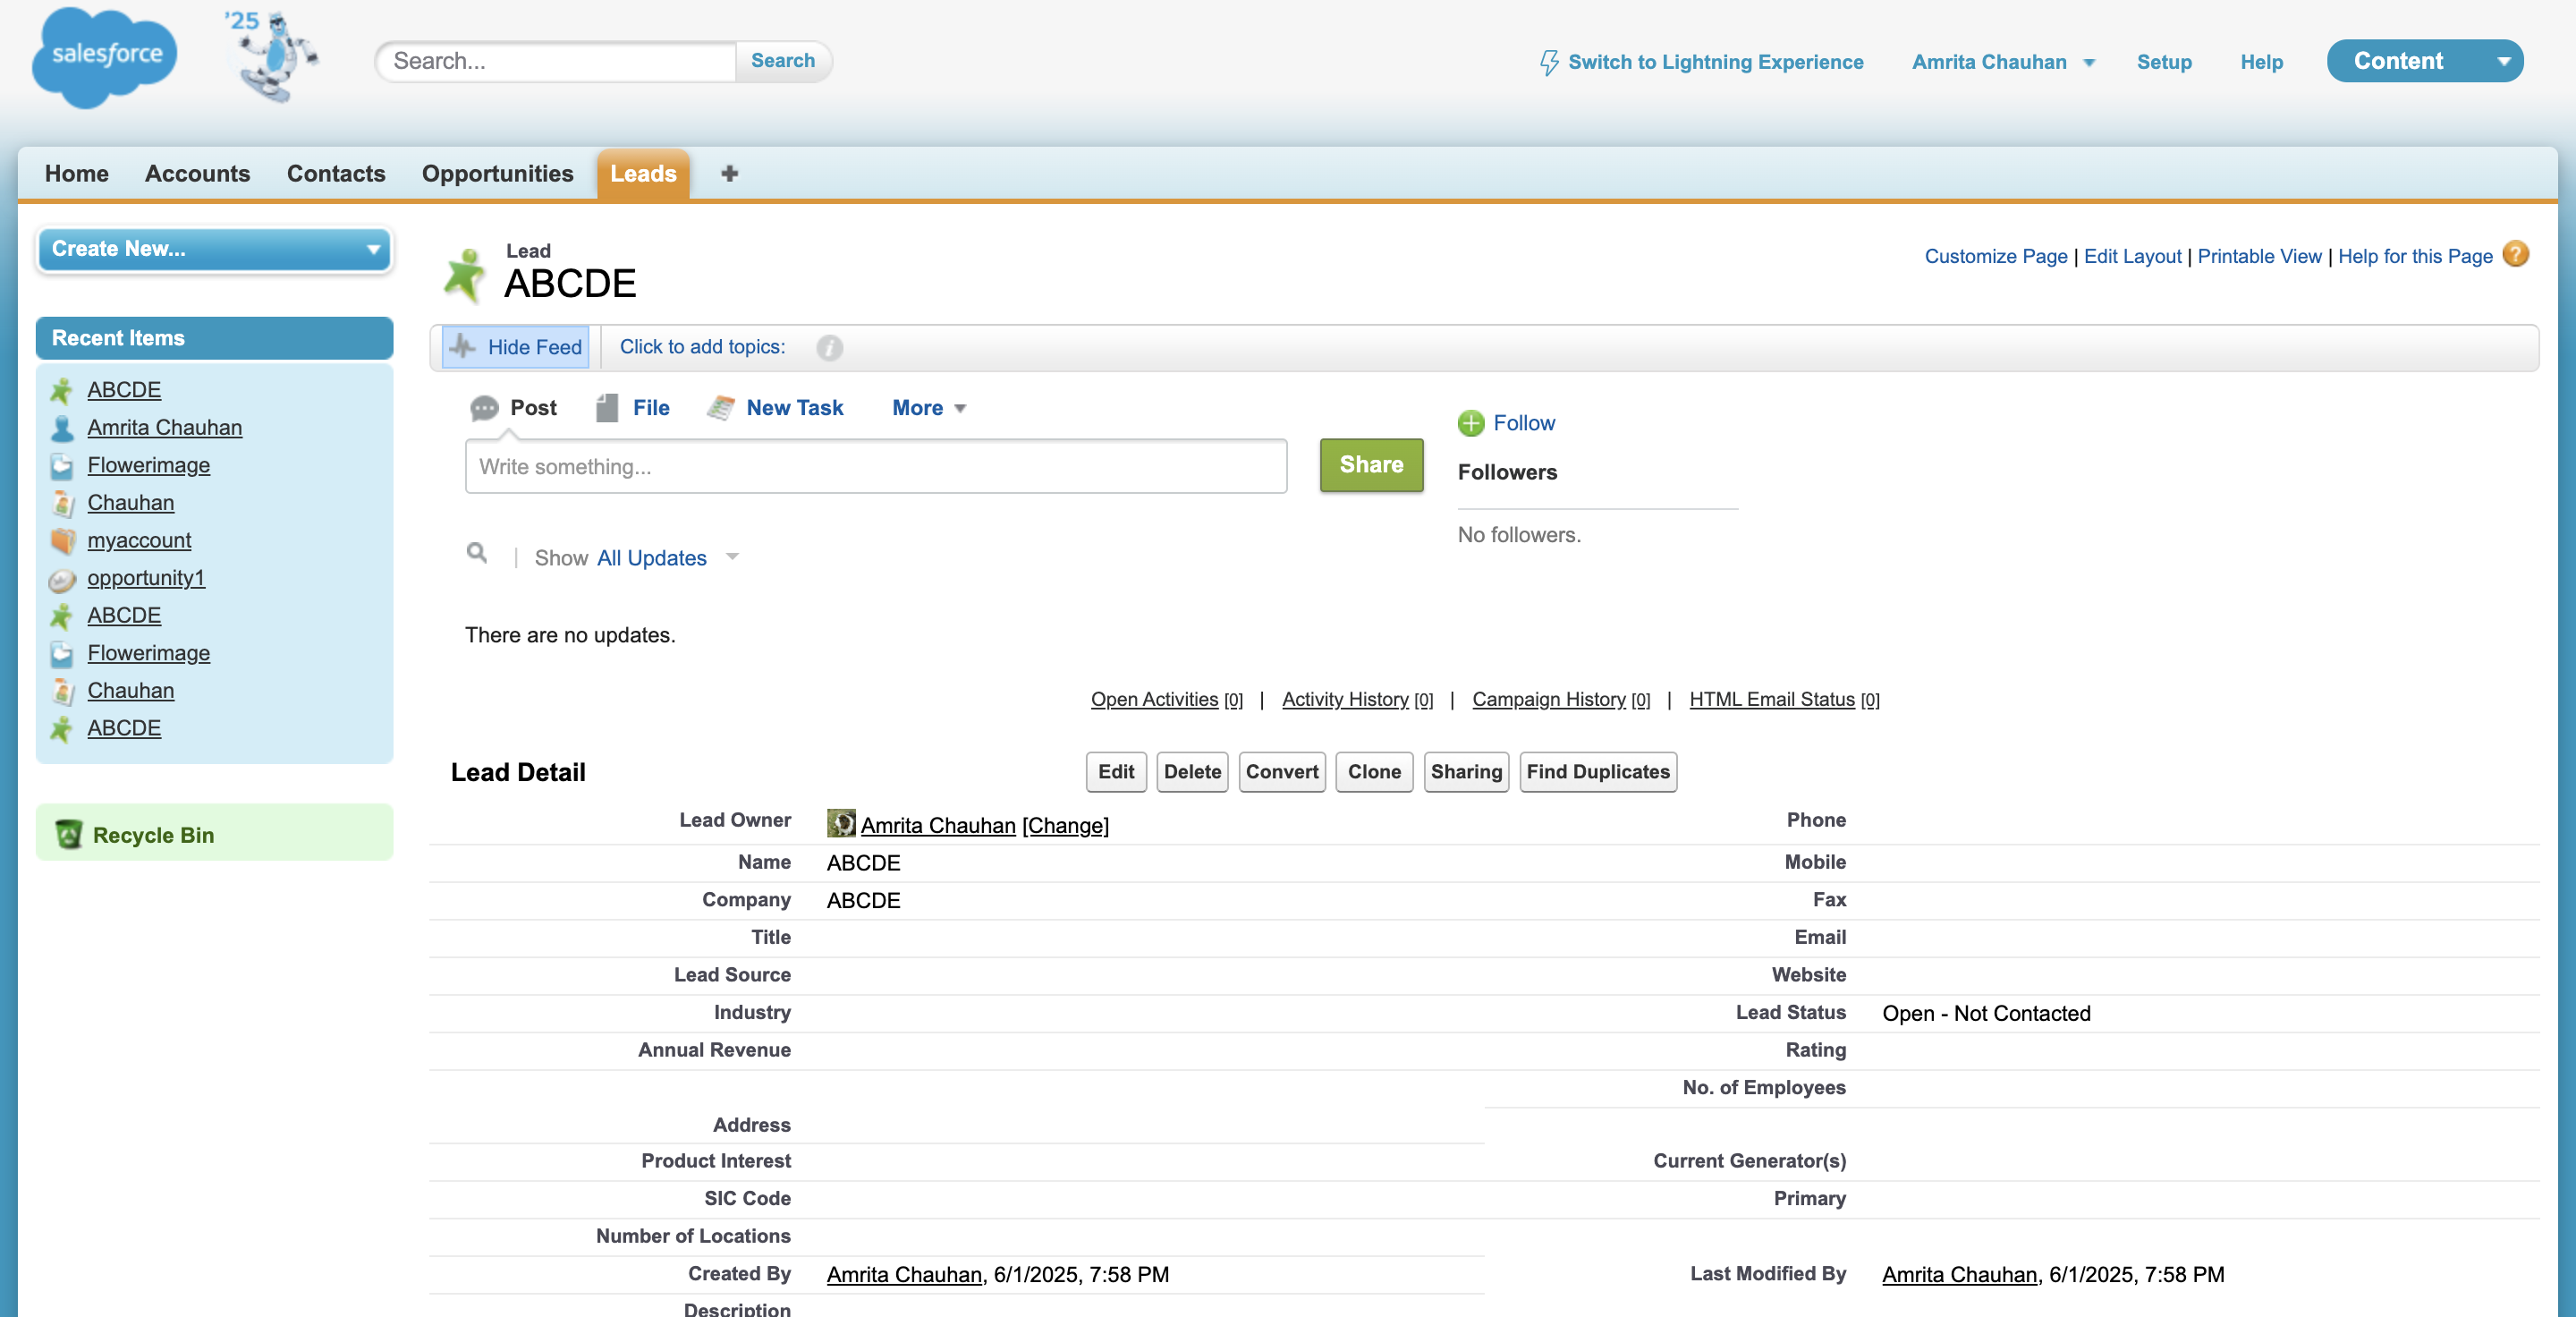 salesforce
'25
Search...
Search
Switch to Lightning Experience
Amrita Chauhan
Setup
Help
Content
Home
Accounts
Contacts
Opportunities
Leads
Create New...
Recent Items
ABCDE
Amrita Chauhan
Flowerimage
Chauhan
myaccount
opportunity1
ABCDE
Flowerimage
Chauhan
ABCDE
Recycle Bin
Lead
ABCDE
Customize Page | Edit Layout | Printable View | Help for this Page ?
Hide Feed
Click to add topics:
i
Post
File
New Task
More
Write something...
Share
Follow
Followers
No followers.
| Show All Updates
There are no updates.
Open Activities [0] | Activity History [0] | Campaign History [0] | HTML Email Status [0]
Lead Detail
Edit
Delete
Convert
Clone
Sharing
Find Duplicates
Lead Owner Amrita Chauhan [Change]
Phone
Name ABCDE
Mobile
Company ABCDE
Fax
Title
Email
Lead Source
Website
Industry
Lead Status Open - Not Contacted
Annual Revenue
Rating
No. of Employees
Address
Product Interest
Current Generator(s)
SIC Code
Primary
Number of Locations
Created By Amrita Chauhan, 6/1/2025, 7:58 PM
Last Modified By Amrita Chauhan, 6/1/2025, 7:58 PM
Description